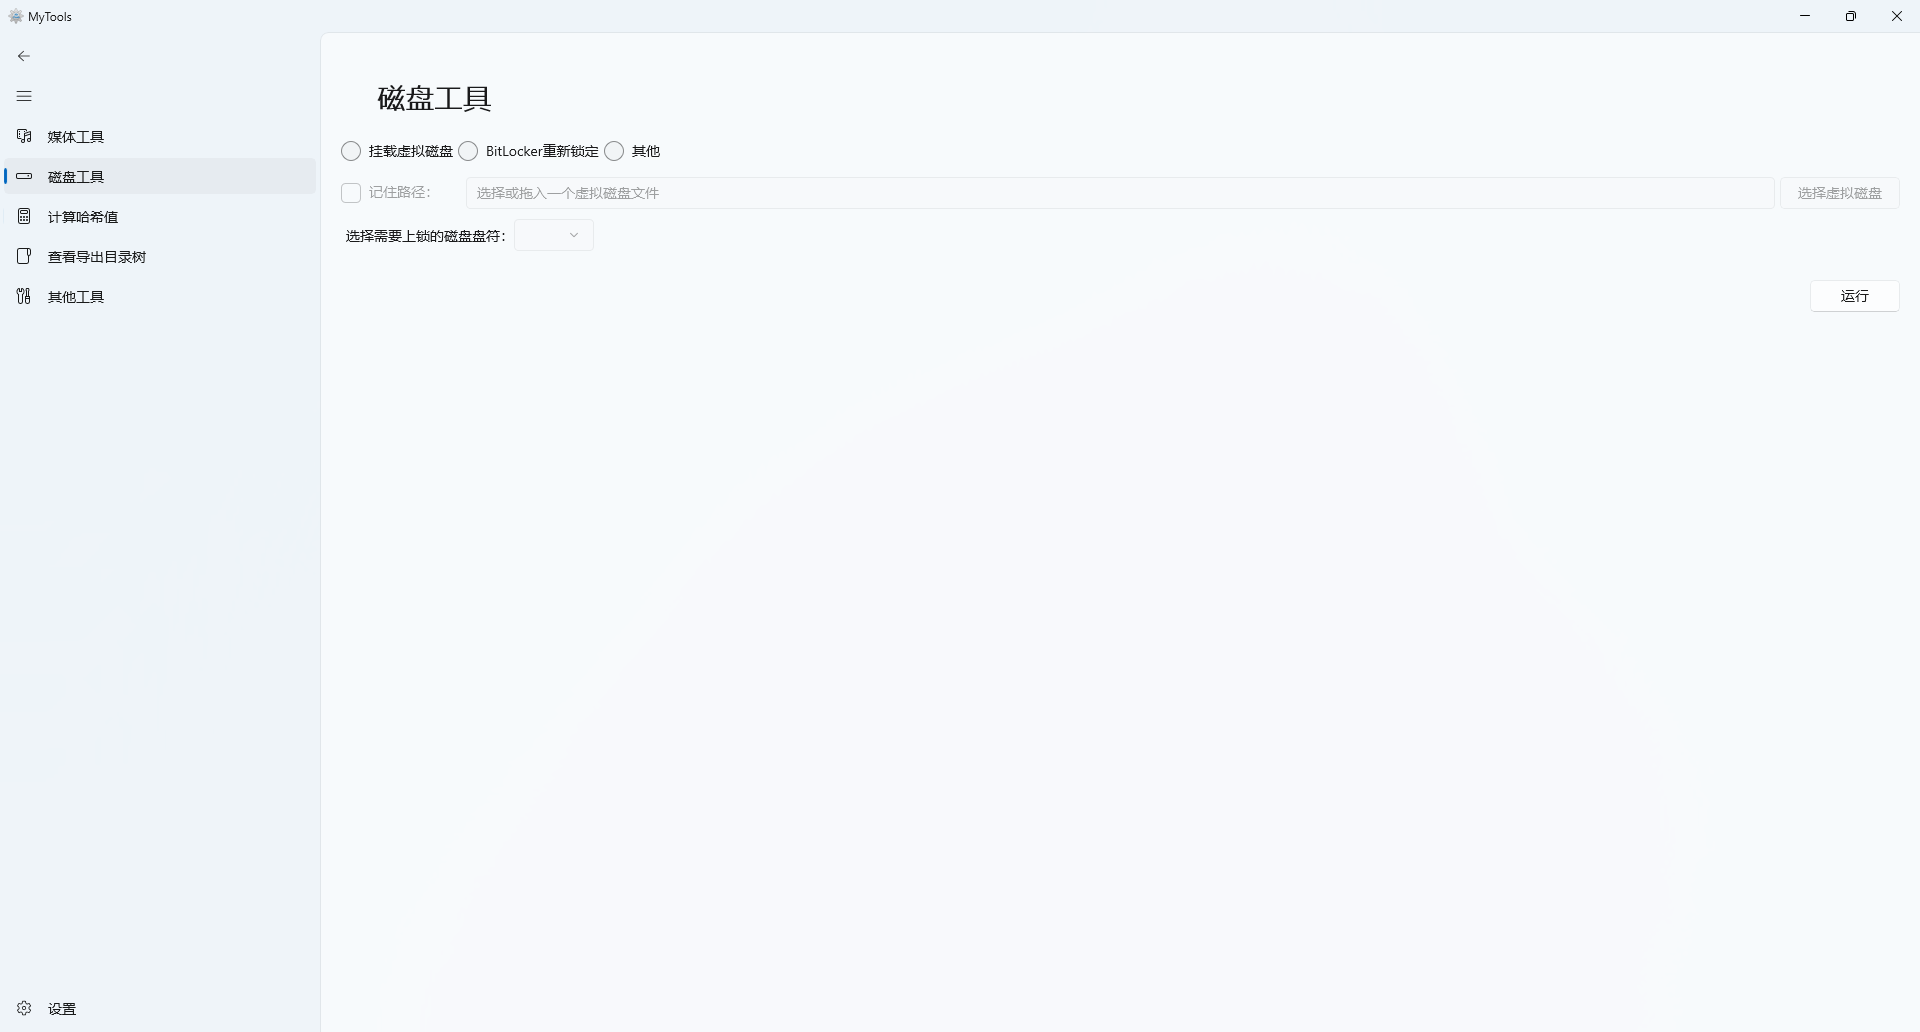 MyTools
媒体工具
磁盘工具
计算哈希值
查看导出目录树
其他工具
设置
磁盘工具
挂载虚拟磁盘 BitLocker重新锁定 其他
记住路径： 选择或拖入一个虚拟磁盘文件 选择虚拟磁盘
选择需要上锁的磁盘盘符：
运行